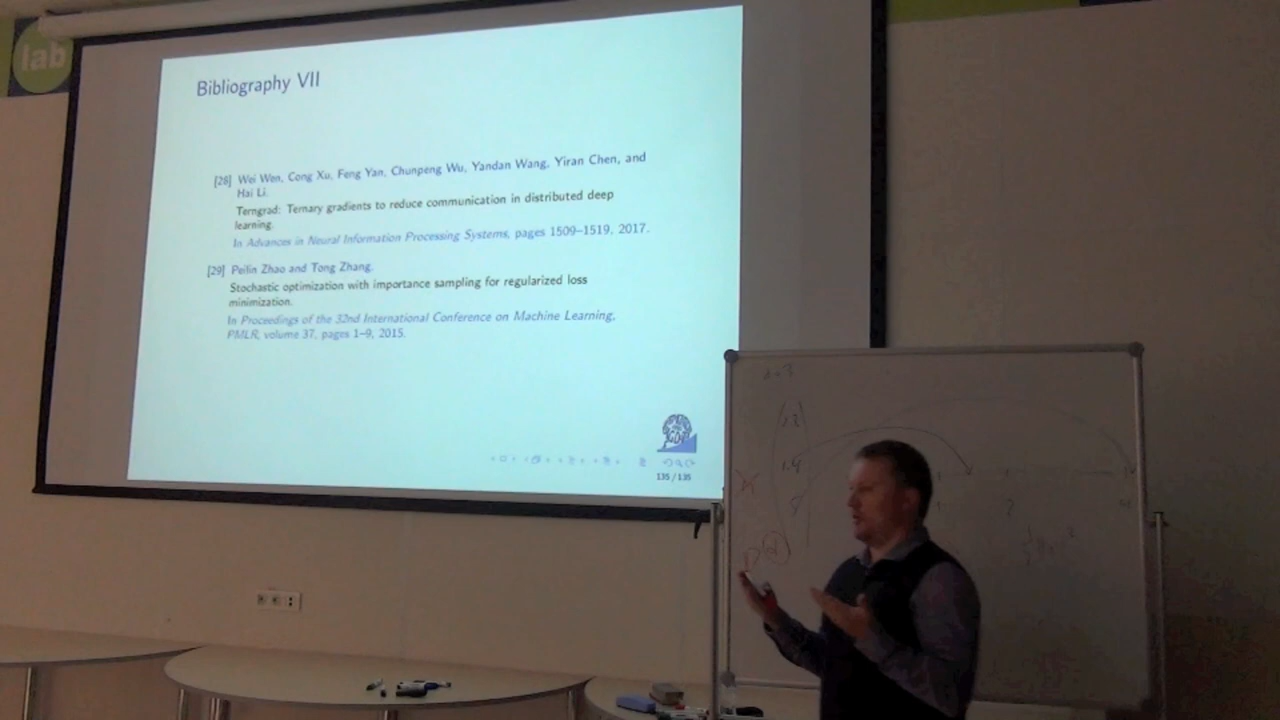 lab
Bibliography VII
[28] Wei Wen, Cong Xu, Feng Yan, Chunpeng Wu, Yandan Wang, Yiran Chen, and
Hai Li.
Terngrad: Ternary gradients to reduce communication in distributed deep
learning.
In Advances in Neural Information Processing Systems, pages 1509–1519, 2017.
[29] Peilin Zhao and Tong Zhang.
Stochastic optimization with importance sampling for regularized loss
minimization.
In Proceedings of the 32nd International Conference on Machine Learning,
PMLR, volume 37, pages 1–9, 2015.
135 / 135